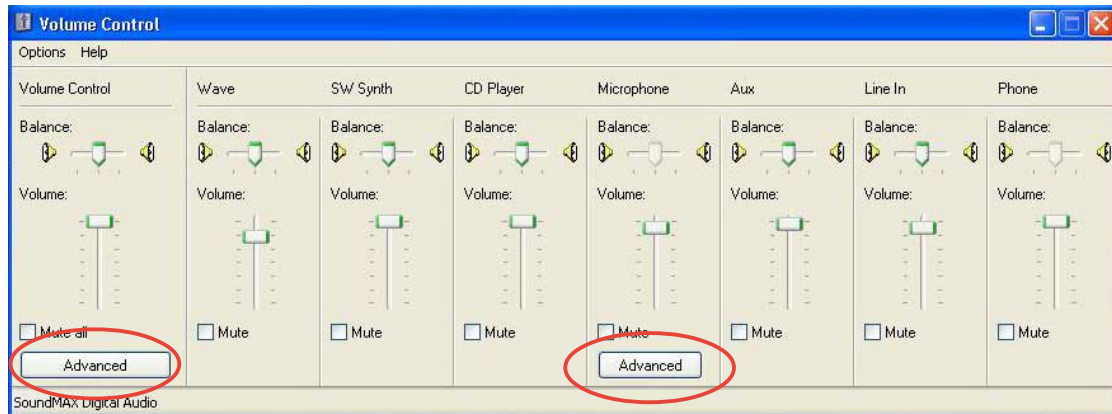 Volume Control
Options Help
Volume Control Wave SW Synth CD Player Microphone Aux Line In Phone
Balance: Balance: Balance: Balance: Balance: Balance: Balance: Balance:
Volume: Volume: Volume: Volume: Volume: Volume: Volume: Volume:
Mute all Mute Mute Mute Mute Mute Mute Mute
Advanced Advanced
SoundMAX Digital Audio